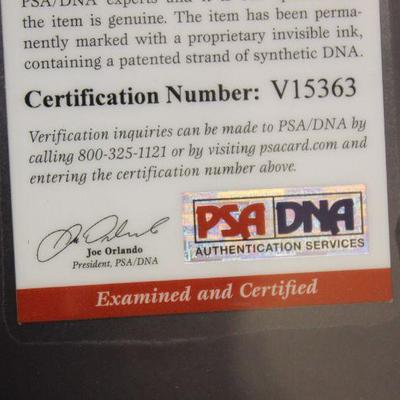 PSA/DNA experts and it is
the item is genuine. The item has been perma-
nently marked with a proprietary invisible ink,
containing a patented strand of synthetic DNA.
Certification Number: V15363
Verification inquiries can be made to PSA/DNA by
calling 800-325-1121 or by visiting psacard.com and
entering the certification number above.
Joe Orlando
President, PSA/DNA
PSA DNA
AUTHENTICATION SERVICES
Examined and Certified